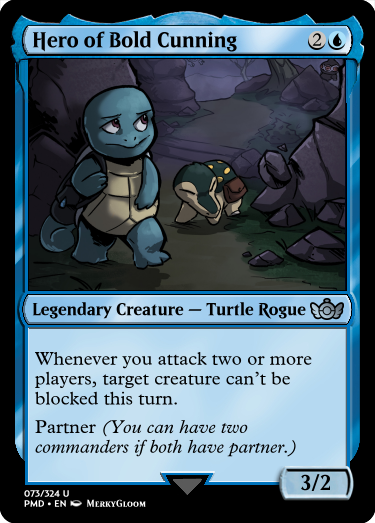 Hero of Bold Cunning 2
Legendary Creature — Turtle Rogue
Whenever you attack two or more
players, target creature can't be
blocked this turn.
Partner (You can have two
commanders if both have partner.)
3/2
073/324 U
PMD • EN MerkyGloom